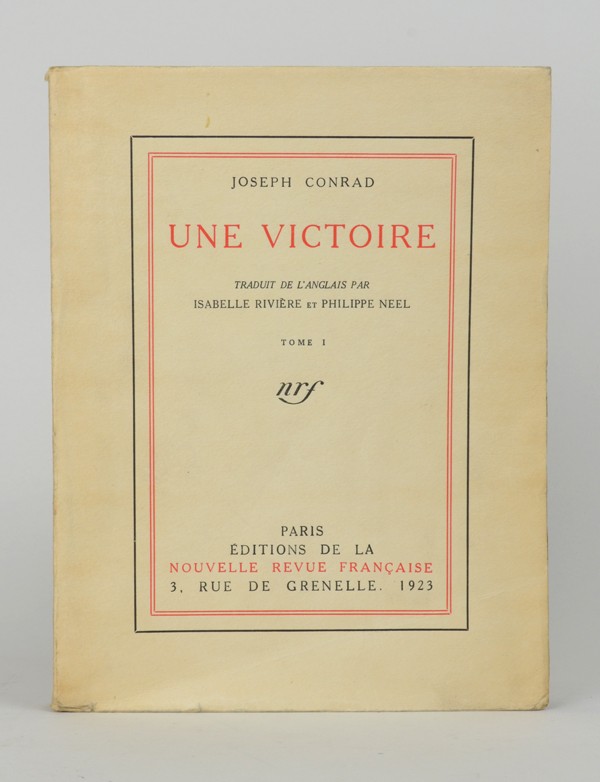 JOSEPH CONRAD
UNE VICTOIRE
TRADUIT DE L'ANGLAIS PAR
ISABELLE RIVIÈRE ET PHILIPPE NEEL
TOME I
nrf
PARIS
ÉDITIONS DE LA
NOUVELLE REVUE FRANÇAISE
3, RUE DE GRENELLE. 1923